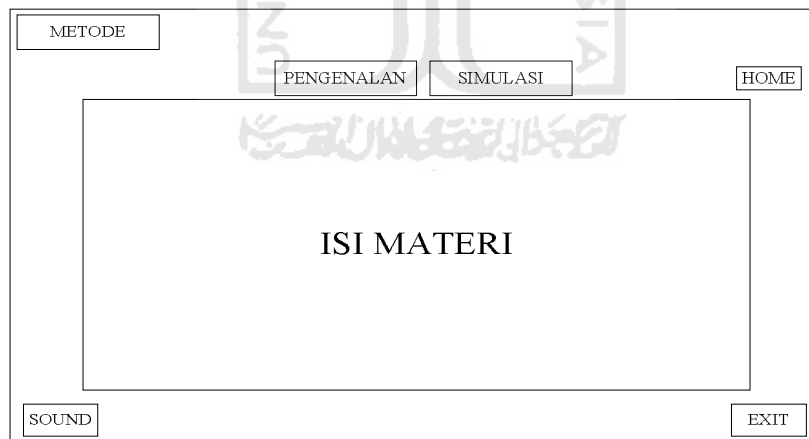 METODE
PENGENALAN SIMULASI HOME
ISI MATERI
SOUND EXIT